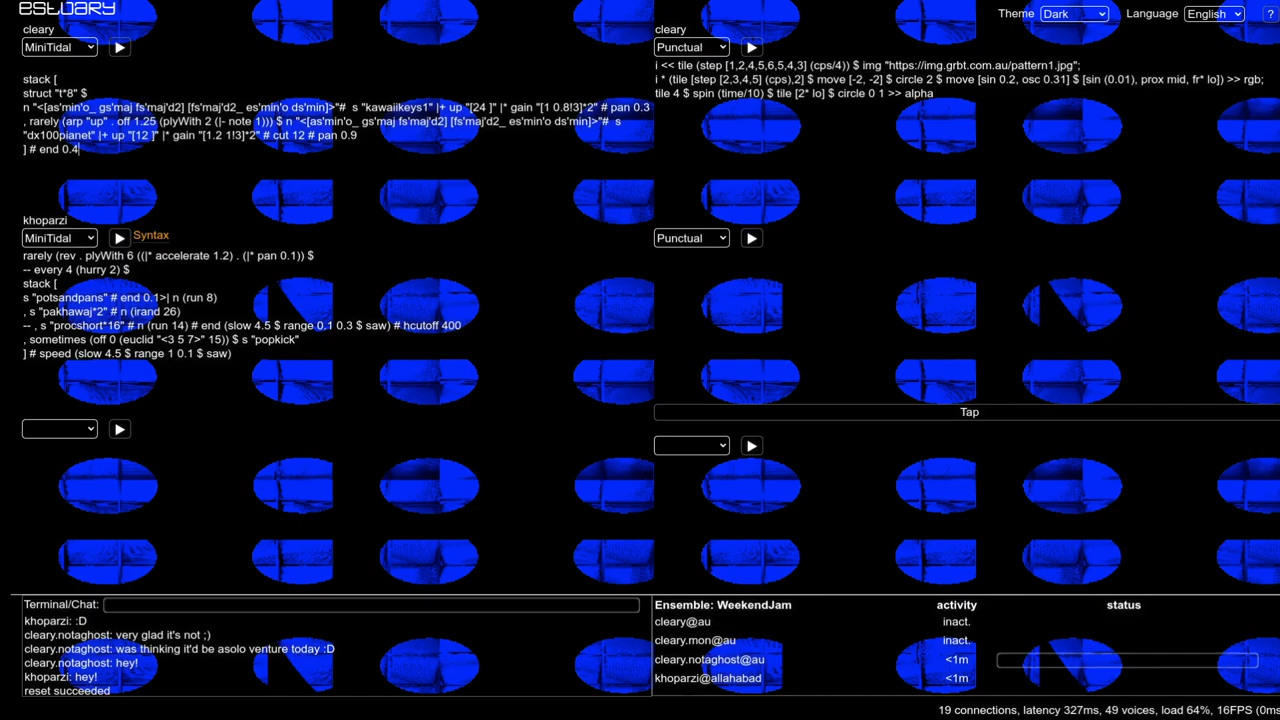 ESTUARY
Theme Dark Language English ?
cleary
MiniTidal
stack [
struct "t*8" $
n "<[as'min'o_ gs'maj fs'maj'd2] [fs'maj'd2_ es'min'o ds'min]>"#  s "kawaiikeys1" |+ up "[24 ]" |* gain "[1 0.8!3]*2" # pan 0.3
, rarely (arp "up" . off 1.25 (plyWith 2 (|- note 1))) $ n "<[as'min'o_ gs'maj fs'maj'd2] [fs'maj'd2_ es'min'o ds'min]>"#  s
"dx100pianet" |+ up "[12 ]" |* gain "[1.2 1!3]*2" # cut 12 # pan 0.9
] # end 0.4
cleary
Punctual
i << tile (step [1,2,4,5,6,5,4,3] (cps/4)) $ img "https://img.grbt.com.au/pattern1.jpg";
i * (tile [step [2,3,4,5] (cps),2] $ move [-2, -2] $ circle 2 $ move [sin 0.2, osc 0.31] $ [sin (0.01), prox mid, fr* lo]) >> rgb;
tile 4 $ spin (time/10) $ tile [2* lo] $ circle 0 1 >> alpha
khoparzi
MiniTidal Syntax
rarely (rev . plyWith 6 ((|* accelerate 1.2) . (|* pan 0.1)) $
-- every 4 (hurry 2) $
stack [
s "potsandpans" # end 0.1>| n (run 8)
, s "pakhawaj*2" # n (irand 26)
-- , s "procshort*16" # n (run 14) # end (slow 4.5 $ range 0.1 0.3 $ saw) # hcutoff 400
, sometimes (off 0 (euclid "<3 5 7>" 15)) $ s "popkick"
] # speed (slow 4.5 $ range 1 0.1 $ saw)
Punctual
Tap
Terminal/Chat:
khoparzi: :D
cleary.notaghost: very glad it's not ;)
cleary.notaghost: was thinking it'd be asolo venture today :D
cleary.notaghost: hey!
khoparzi: hey!
reset succeeded
Ensemble: WeekendJam activity status
cleary@au inact.
cleary.mon@au inact.
cleary.notaghost@au <1m
khoparzi@allahabad <1m
19 connections, latency 327ms, 49 voices, load 64%, 16FPS (0ms